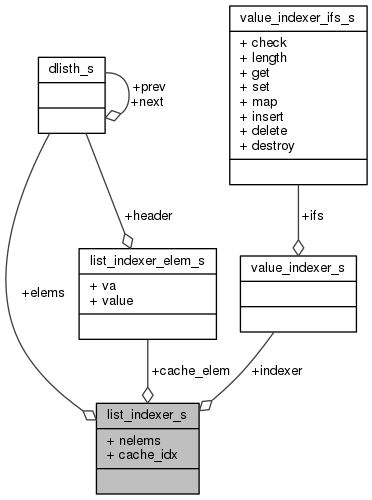 value_indexer_ifs_s
+ check
+ length
+ get
+ set
+ map
+ insert
+ delete
+ destroy
dlisth_s
+prev
+next
+header
+ifs
+elems
list_indexer_elem_s
+ va
+ value
value_indexer_s
+cache_elem
+indexer
list_indexer_s
+ nelems
+ cache_idx